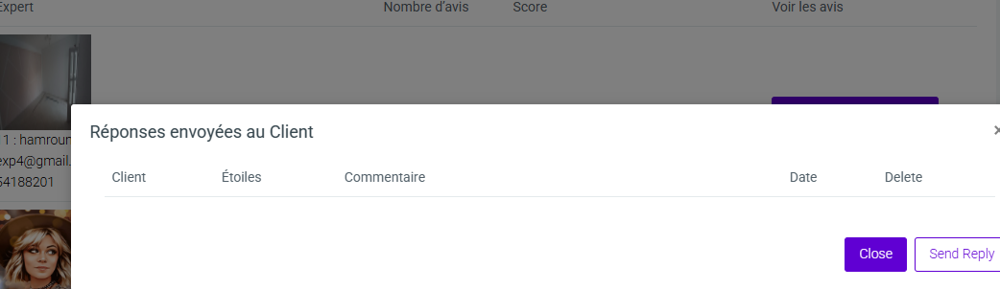 Expert Nombre d'avis Score Voir les avis
Réponses envoyées au Client ×
1 : hamroun
exp4@gmail.
54188201
Client Étoiles Commentaire Date Delete
Close Send Reply